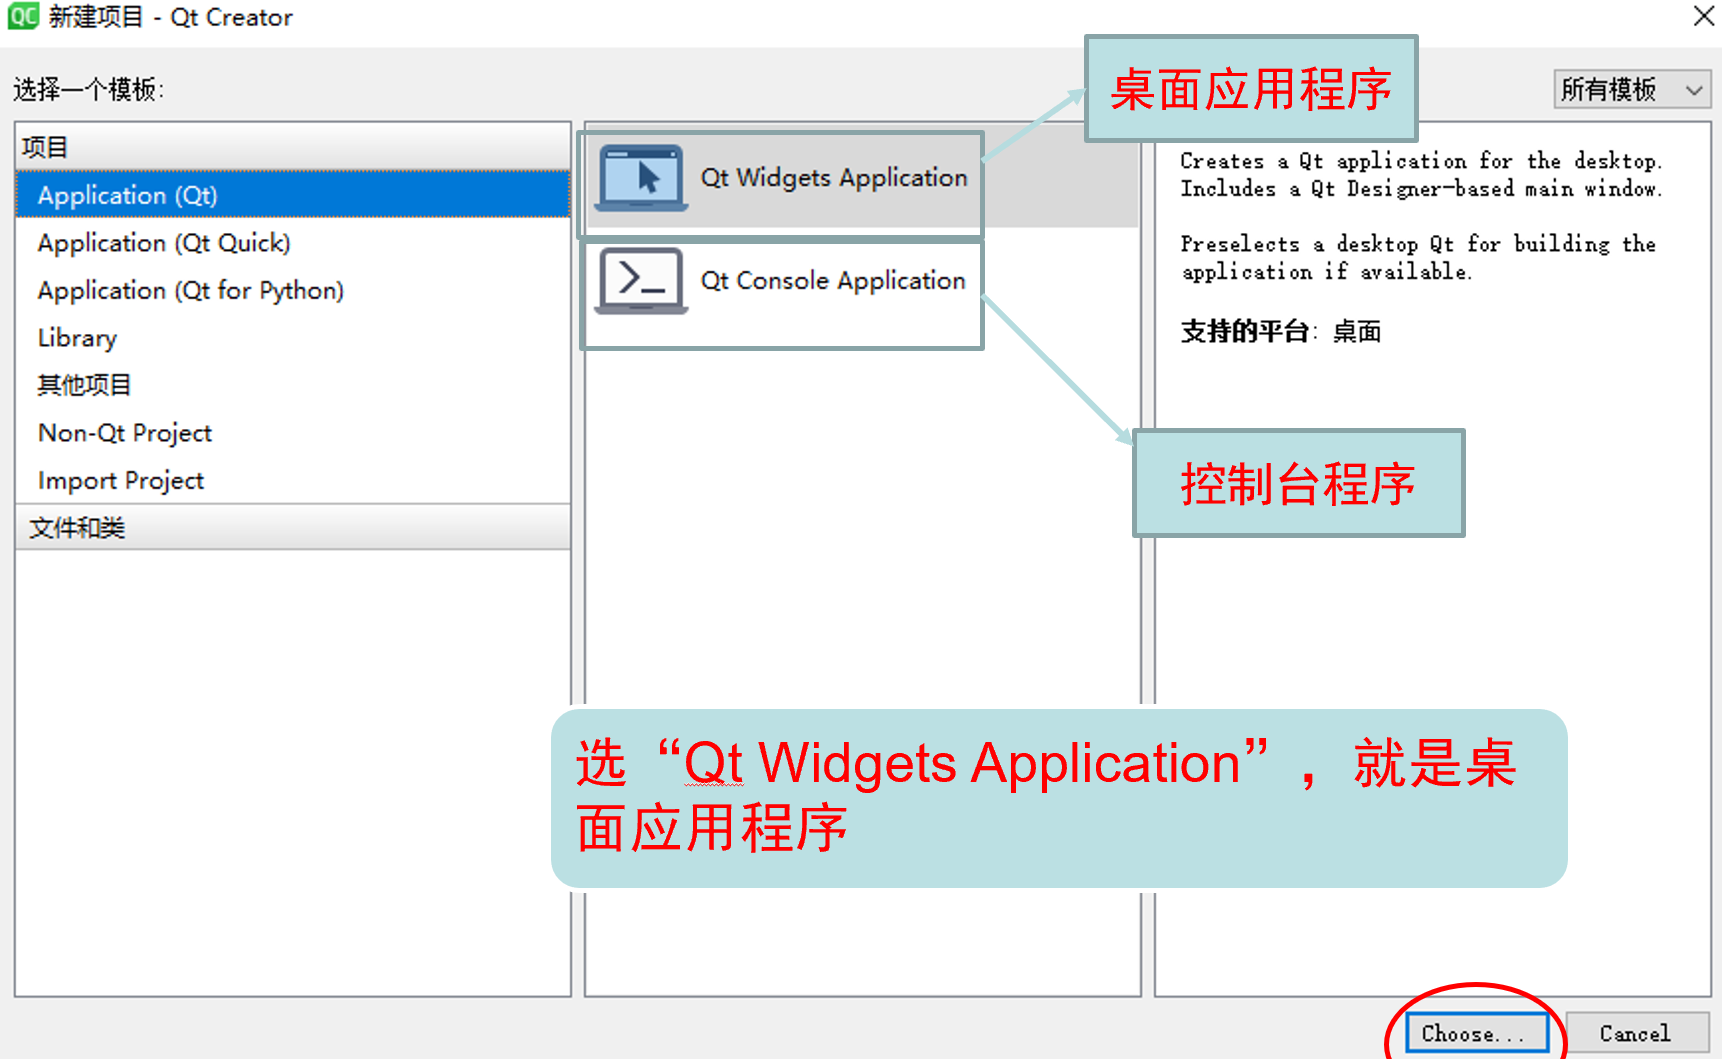 QC 新建项目 - Qt Creator
选择一个模板:
所有模板
桌面应用程序
项目
Application (Qt)
Application (Qt Quick)
Application (Qt for Python)
Library
其他项目
Non-Qt Project
Import Project
文件和类
Qt Widgets Application
Qt Console Application
Creates a Qt application for the desktop.
Includes a Qt Designer-based main window.
Preselects a desktop Qt for building the
application if available.
支持的平台: 桌面
控制台程序
选“Qt Widgets Application”，就是桌
面应用程序
Choose...
Cancel